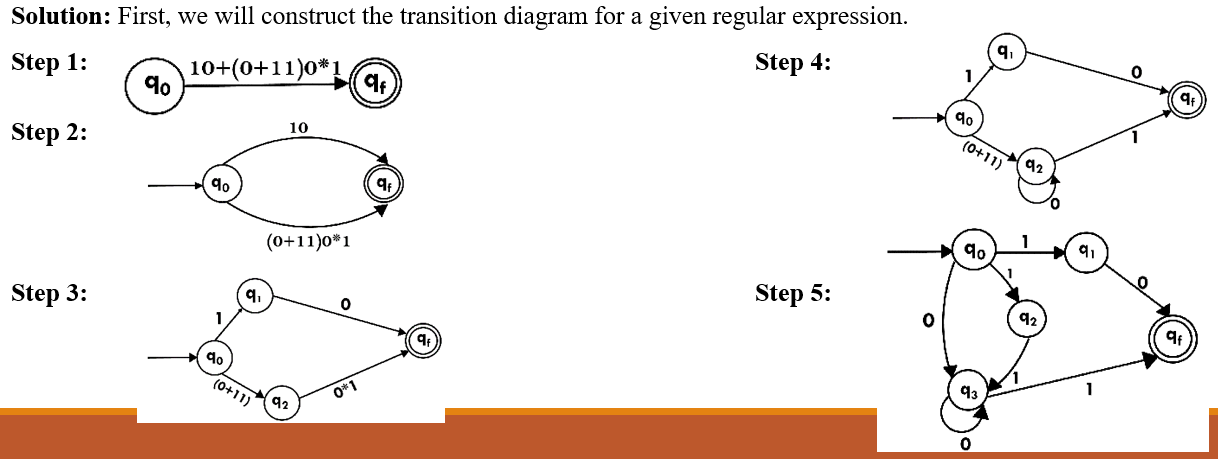 Solution: First, we will construct the transition diagram for a given regular expression.
Step 1:
q0
10+(0+11)0*1
qf
Step 2:
10
q0
qf
(0+11)0*1
Step 3:
q1
1
0
q0
qf
(0+11)
q2
0*1
Step 4:
q1
1
0
q0
qf
(0+11)
q2
1
0
Step 5:
q0
1
q1
1
0
0
q2
qf
1
q3
1
0